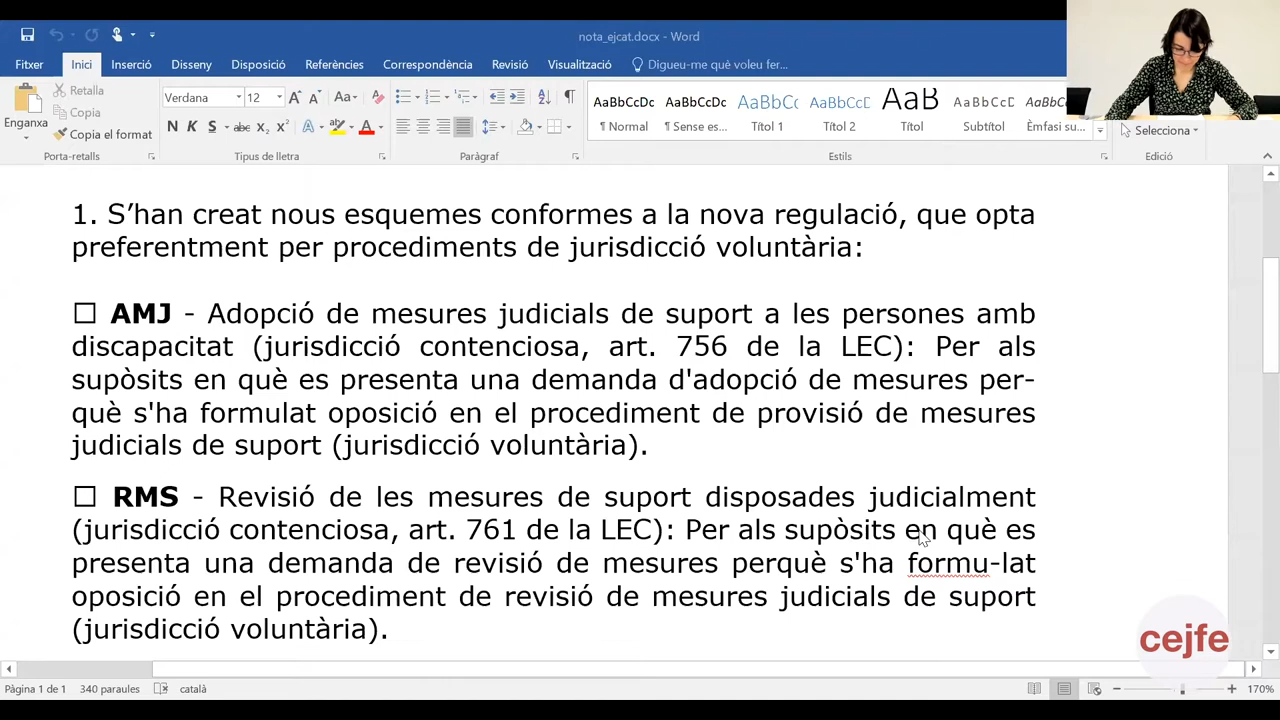 nota_ejcat.docx - Word
Fitxer Inici Inserció Disseny Disposició Referències Correspondència Revisió Visualització Digueu-me què voleu fer...
Enganxa
Retalla
Copia
Copia el format
Porta-retalls
Verdana 12 Aa
N K S abc x₂ x² A A
Tipus de lletra
Paràgraf
AaBbCcDc AaBbCcDc AaBbCc AaBbCcD AaB AaBbCcD AaBbCcD
¶ Normal ¶ Sense es... Títol 1 Títol 2 Títol Subtítol Èmfasi su...
Estils
Selecciona
Edició
1. S’han creat nous esquemes conformes a la nova regulació, que opta
preferentment per procediments de jurisdicció voluntària:
☐ AMJ - Adopció de mesures judicials de suport a les persones amb
discapacitat (jurisdicció contenciosa, art. 756 de la LEC): Per als
supòsits en què es presenta una demanda d'adopció de mesures per-
què s'ha formulat oposició en el procediment de provisió de mesures
judicials de suport (jurisdicció voluntària).
☐ RMS - Revisió de les mesures de suport disposades judicialment
(jurisdicció contenciosa, art. 761 de la LEC): Per als supòsits en què es
presenta una demanda de revisió de mesures perquè s'ha formu-lat
oposició en el procediment de revisió de mesures judicials de suport
(jurisdicció voluntària).
cejfe
Pàgina 1 de 1 340 paraules català 170%